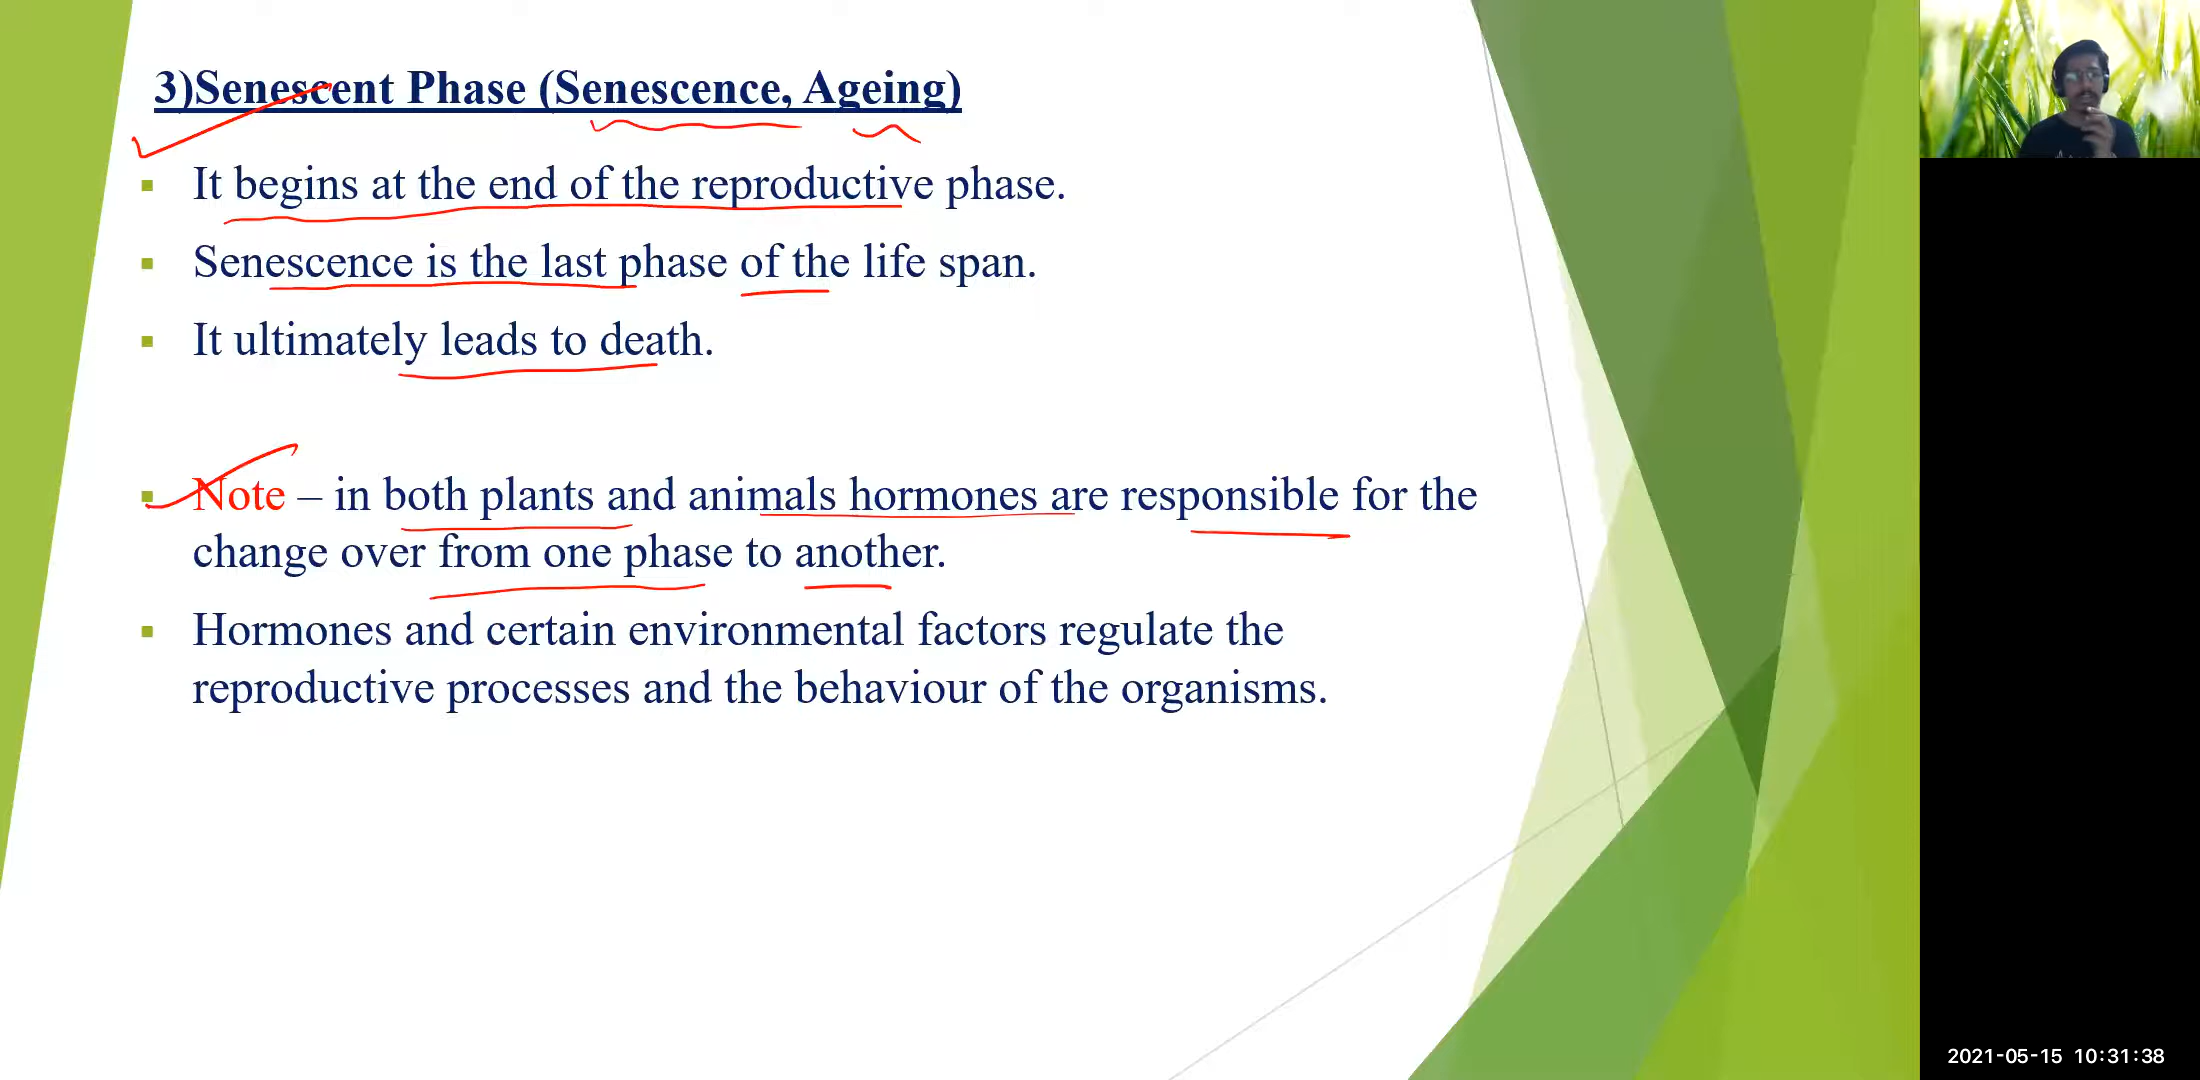 3)Senescent Phase (Senescence, Ageing)
▪ It begins at the end of the reproductive phase.
▪ Senescence is the last phase of the life span.
▪ It ultimately leads to death.
▪ Note – in both plants and animals hormones are responsible for the
change over from one phase to another.
▪ Hormones and certain environmental factors regulate the
reproductive processes and the behaviour of the organisms.
2021-05-15 10:31:38